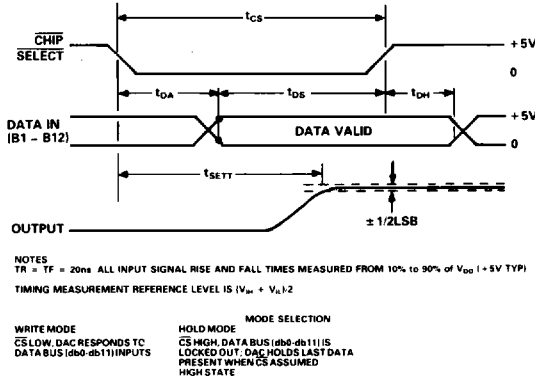 tCS
CHIP
SELECT
+5V
0
tDA
tDS
tDH
DATA IN
(B1 – B12)
DATA VALID
+5V
0
tSETT
OUTPUT
± 1/2LSB
NOTES
TR = TF = 20ns ALL INPUT SIGNAL RISE AND FALL TIMES MEASURED FROM 10% to 90% of VDD (+5V TYP)
TIMING MEASUREMENT REFERENCE LEVEL IS (VIH + VIL)/2
MODE SELECTION
WRITE MODE
CS LOW, DAC RESPONDS TO
DATA BUS (db0-db11) INPUTS
HOLD MODE
CS HIGH, DATA BUS (db0-db11) IS
LOCKED OUT; DAC HOLDS LAST DATA
PRESENT WHEN CS ASSUMED
HIGH STATE